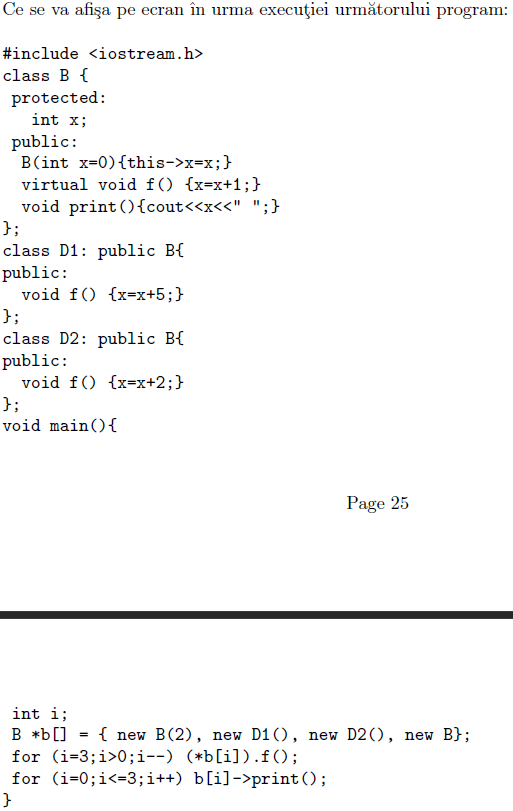 Ce se va afişa pe ecran în urma execuţiei următorului program:
#include <iostream.h>
class B {
 protected:
   int x;
 public:
  B(int x=0){this->x=x;}
  virtual void f() {x=x+1;}
  void print(){cout<<x<<" ";}
};
class D1: public B{
public:
  void f() {x=x+5;}
};
class D2: public B{
public:
  void f() {x=x+2;}
};
void main(){
Page 25
 int i;
 B *b[] = { new B(2), new D1(), new D2(), new B};
 for (i=3;i>0;i--) (*b[i]).f();
 for (i=0;i<=3;i++) b[i]->print();
}